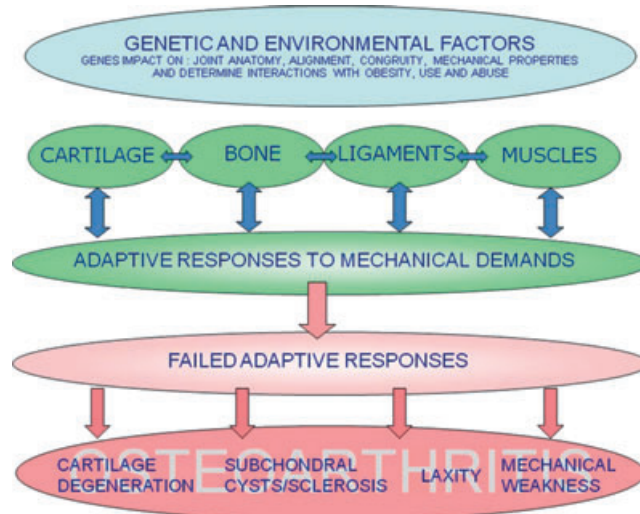 GENETIC AND ENVIRONMENTAL FACTORS
GENES IMPACT ON : JOINT ANATOMY, ALIGNMENT, CONGRUITY, MECHANICAL PROPERTIES
AND DETERMINE INTERACTIONS WITH OBESITY, USE AND ABUSE
CARTILAGE BONE LIGAMENTS MUSCLES
ADAPTIVE RESPONSES TO MECHANICAL DEMANDS
FAILED ADAPTIVE RESPONSES
OSTEOARTHRITIS
CARTILAGE DEGENERATION
SUBCHONDRAL CYSTS/SCLEROSIS
LAXITY
MECHANICAL WEAKNESS